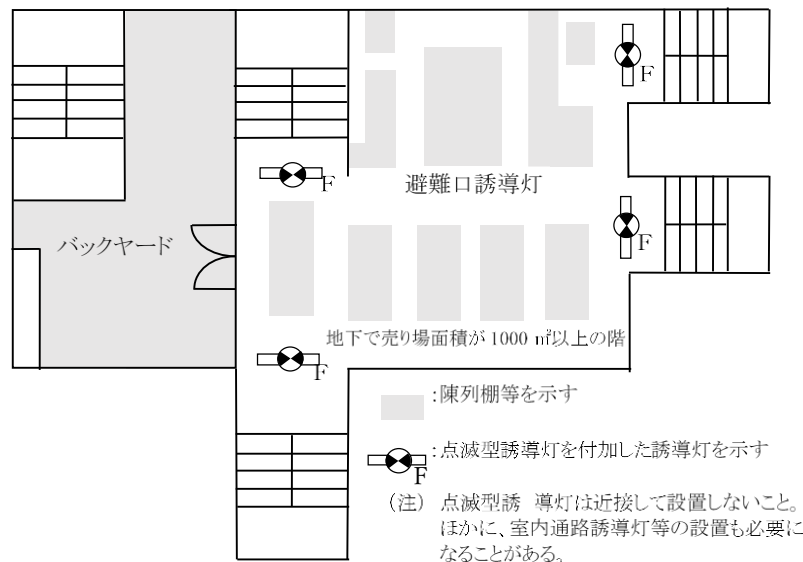 F
F
避難口誘導灯
F
バックヤード
地下で売り場面積が 1000 ㎡以上の階
F
:陳列棚等を示す
:点滅型誘導灯を付加した誘導灯を示す
F
(注) 点滅型誘 導灯は近接して設置しないこと。
ほかに、室内通路誘導灯等の設置も必要に
なることがある。